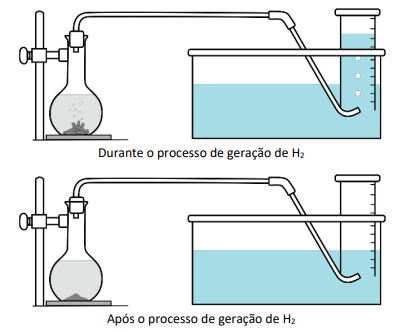 Durante o processo de geração de H₂
Após o processo de geração de H₂